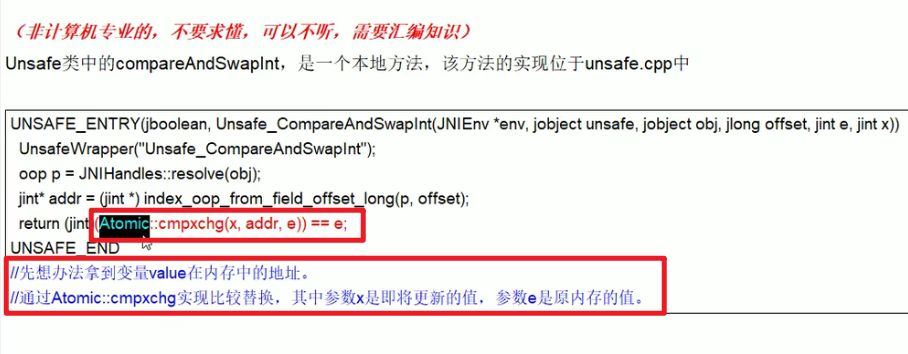 （非计算机专业的，不要求懂，可以不听，需要汇编知识）
Unsafe类中的compareAndSwapInt，是一个本地方法，该方法的实现位于unsafe.cpp中
UNSAFE_ENTRY(jboolean, Unsafe_CompareAndSwapInt(JNIEnv *env, jobject unsafe, jobject obj, jlong offset, jint e, jint x))
UnsafeWrapper("Unsafe_CompareAndSwapInt");
oop p = JNIHandles::resolve(obj);
jint* addr = (jint *) index_oop_from_field_offset_long(p, offset);
return (jint (Atomic::cmpxchg(x, addr, e)) == e;
UNSAFE_END
//先想办法拿到变量value在内存中的地址。
//通过Atomic::cmpxchg实现比较替换，其中参数x是即将更新的值，参数e是原内存的值。